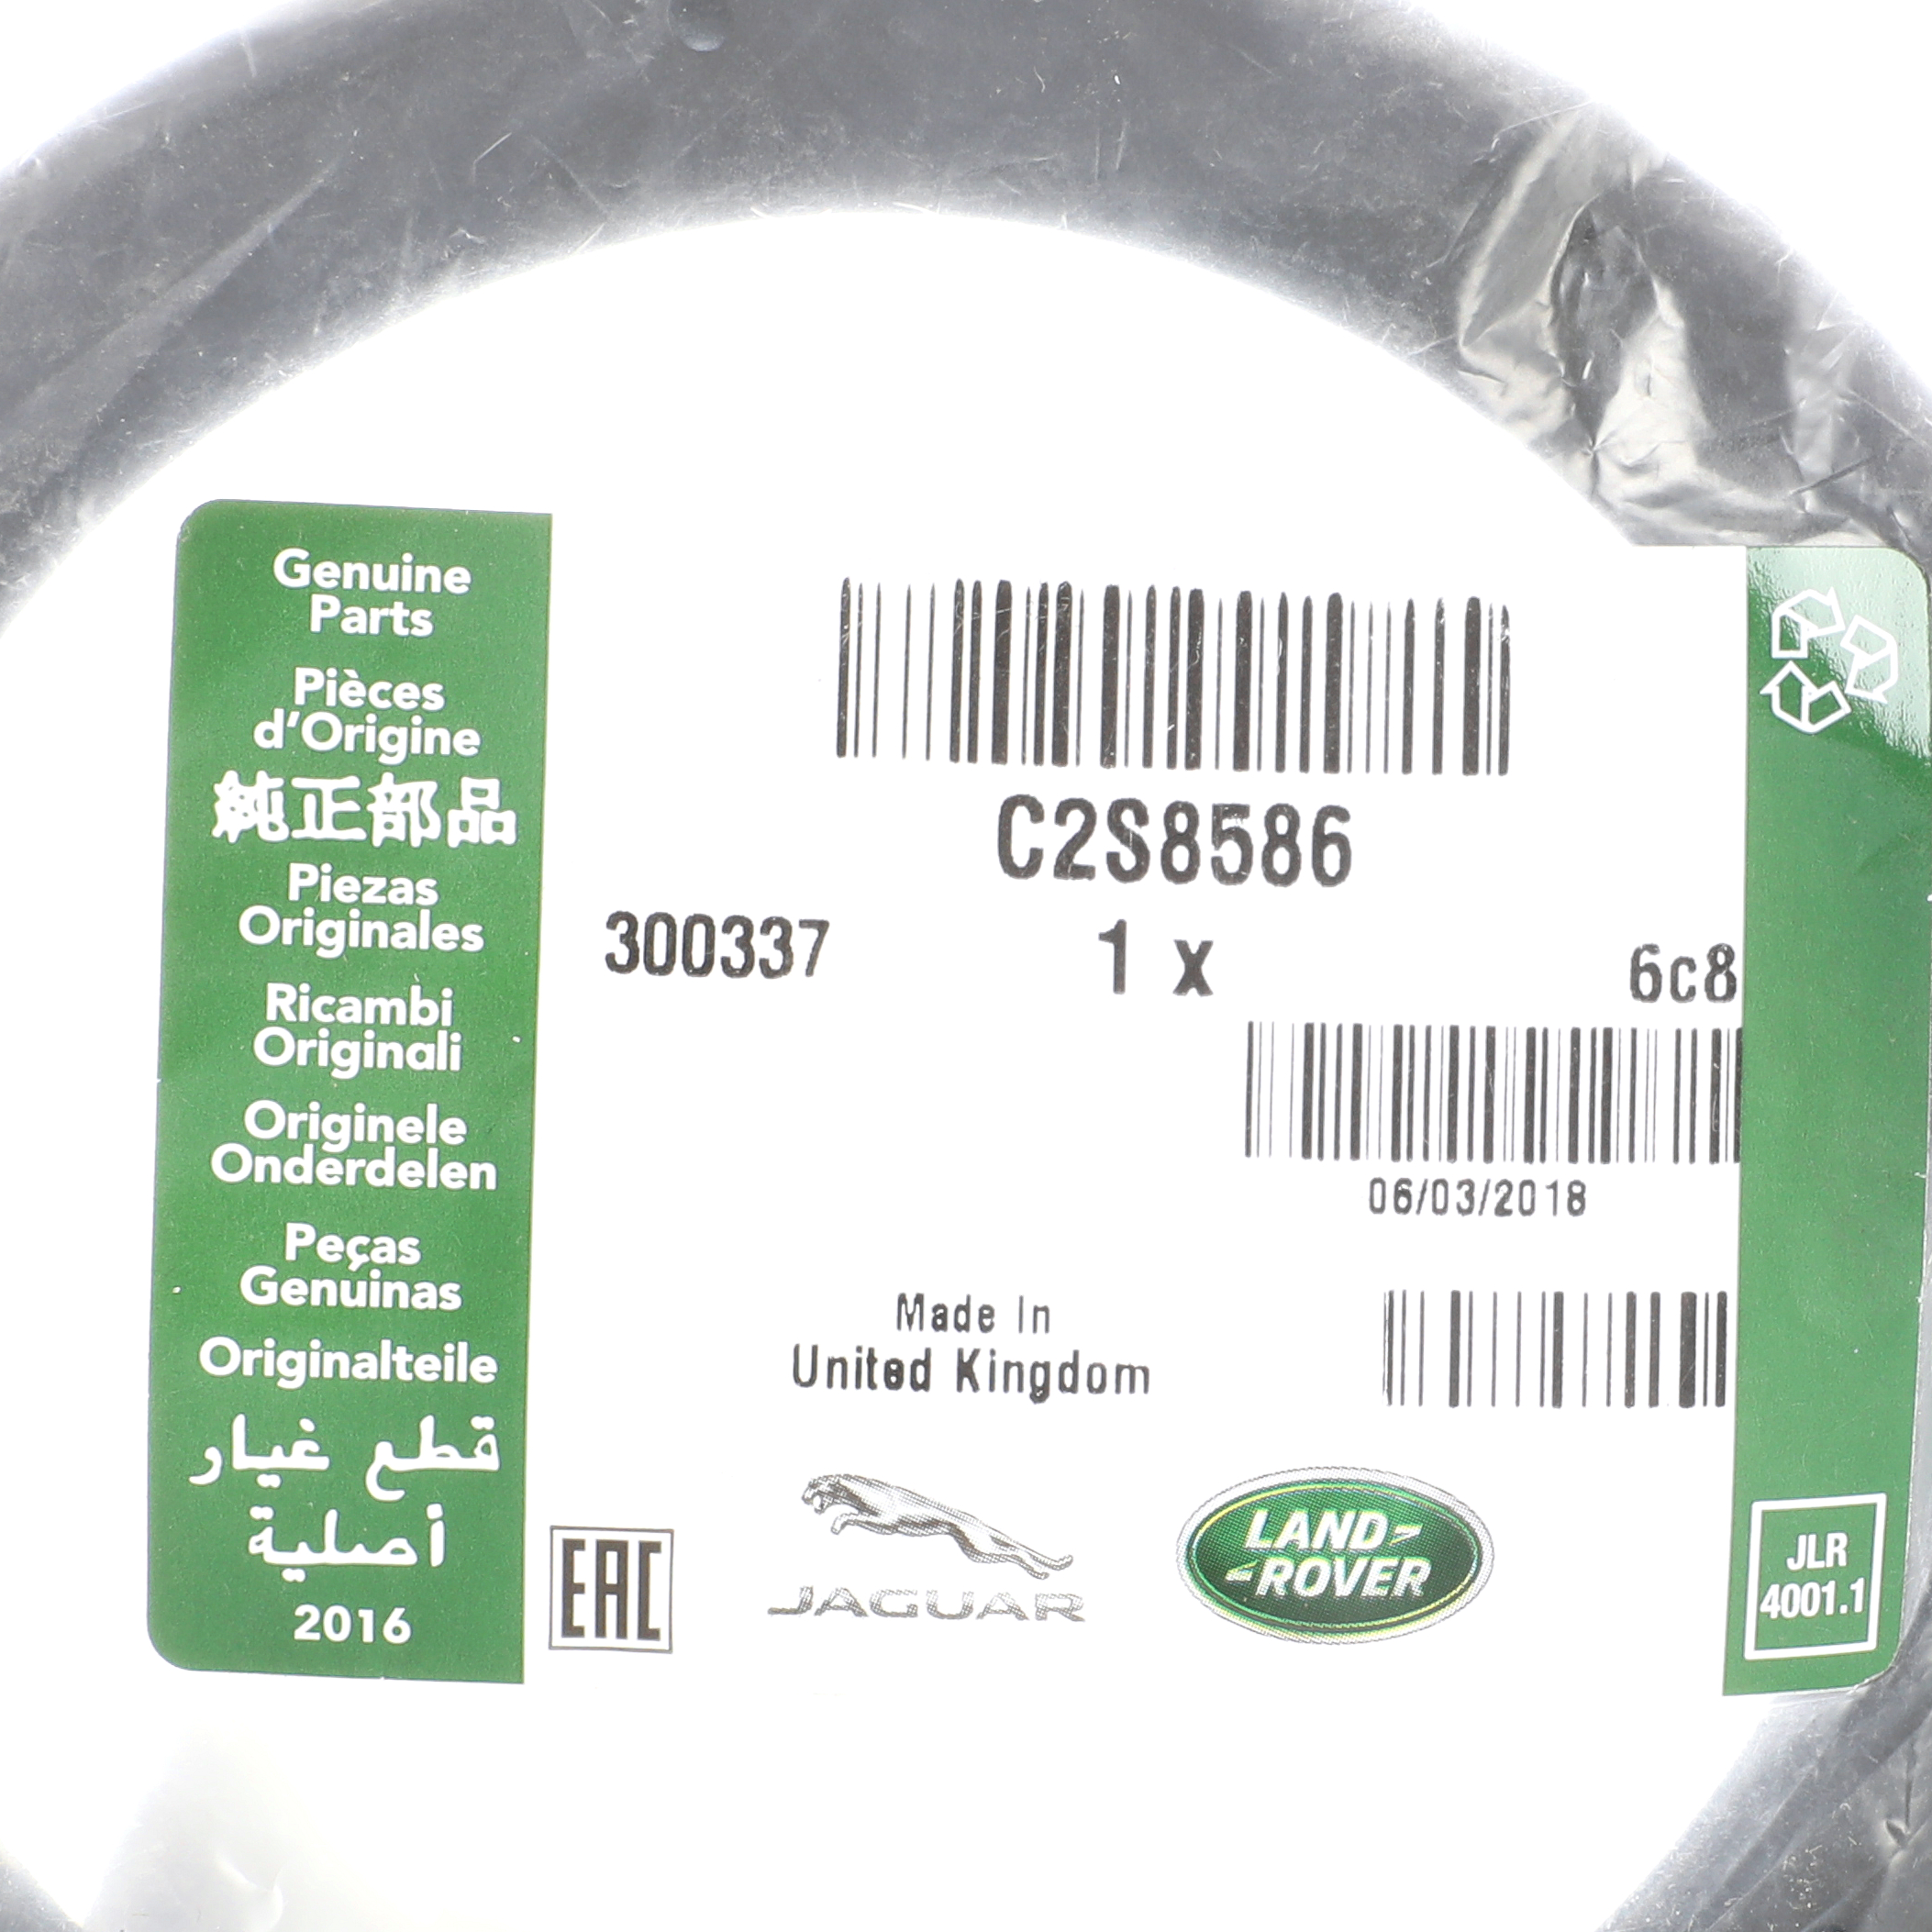 Genuine
Parts
Pièces
d'Origine
純正部品
Piezas
Originales
Ricambi
Originali
Originele
Onderdelen
Peças
Genuinas
Originalteile
قطع غيار
أصلية
2016
C2S8586
300337
1 x
6c8
06/03/2018
Made In
United Kingdom
EAC
JAGUAR
LAND-
-ROVER
JLR
4001.1